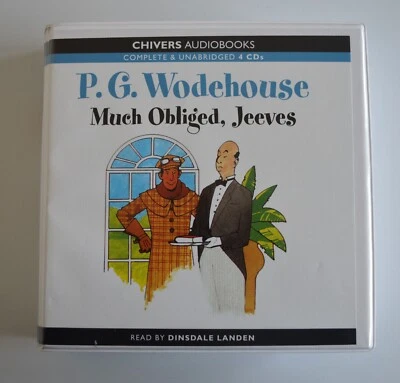 CHIVERS AUDIOBOOKS
COMPLETE & UNABRIDGED 4 CDs
P. G. Wodehouse
Much Obliged, Jeeves
READ BY DINSDALE LANDEN